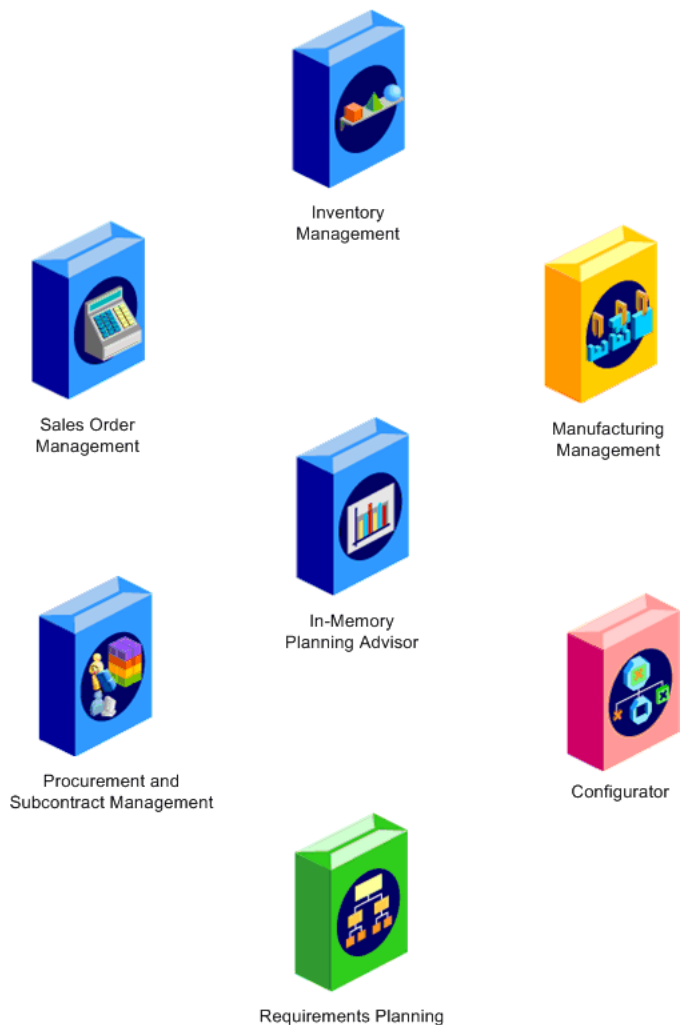 Inventory
Management
Sales Order
Management
Manufacturing
Management
In-Memory
Planning Advisor
Procurement and
Subcontract Management
Configurator
Requirements Planning